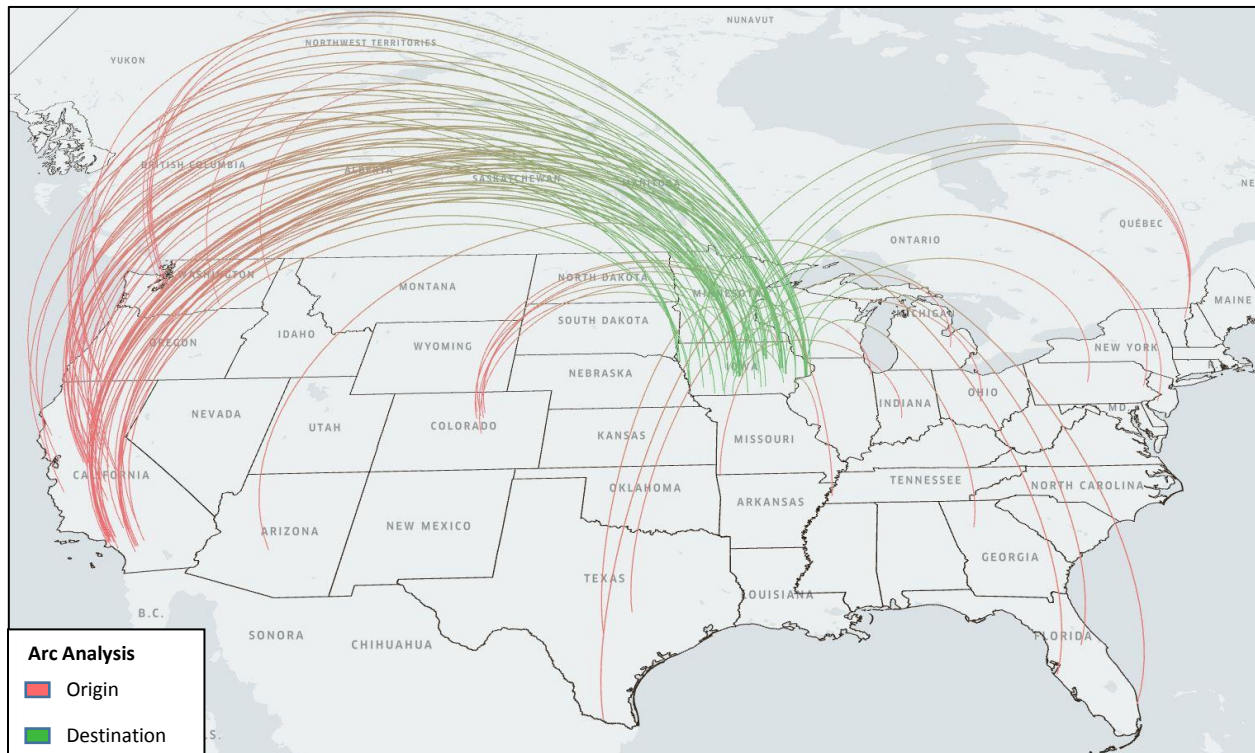 NUNAVUT
NORTHWEST TERRITORIES
YUKON
BRITISH COLUMBIA
ALBERTA
SASKATCHEWAN
MANITOBA
NE
QUÉBEC
ONTARIO
WASHINGTON
MONTANA
NORTH DAKOTA
MINNESOTA
MAINE
MICHIGAN
SOUTH DAKOTA
IDAHO
OREGON
WYOMING
NEW YORK
IOWA
NEBRASKA
OHIO
INDIANA
MD
NEVADA
UTAH
COLORADO
KANSAS
MISSOURI
CALIFORNIA
OKLAHOMA
TENNESSEE
NORTH CAROLINA
ARKANSAS
ARIZONA
NEW MEXICO
GEORGIA
TEXAS
LOUISIANA
B.C.
SONORA
CHIHUAHUA
FLORIDA
Arc Analysis
Origin
Destination
.S.